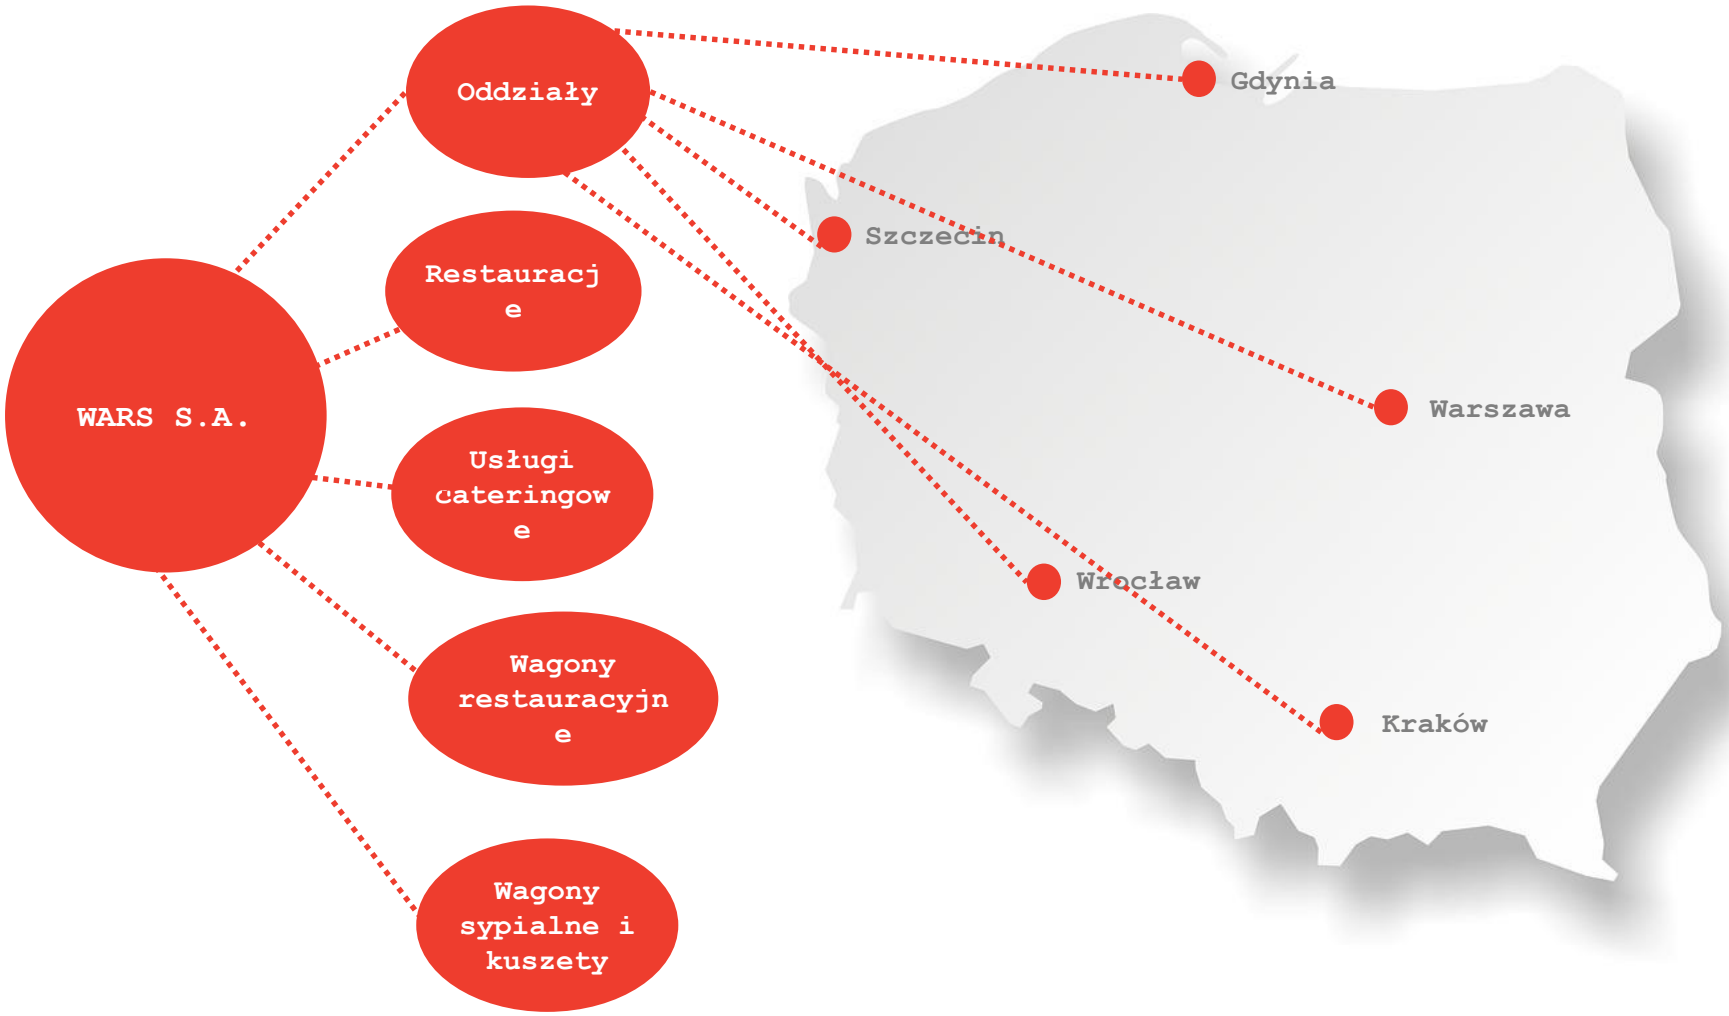 WARS S.A.
Oddziały
Restauracj
e
Usługi
cateringow
e
Wagony
restauracyjn
e
Wagony
sypialne i
kuszety
Gdynia
Szczecin
Warszawa
Wrocław
Kraków